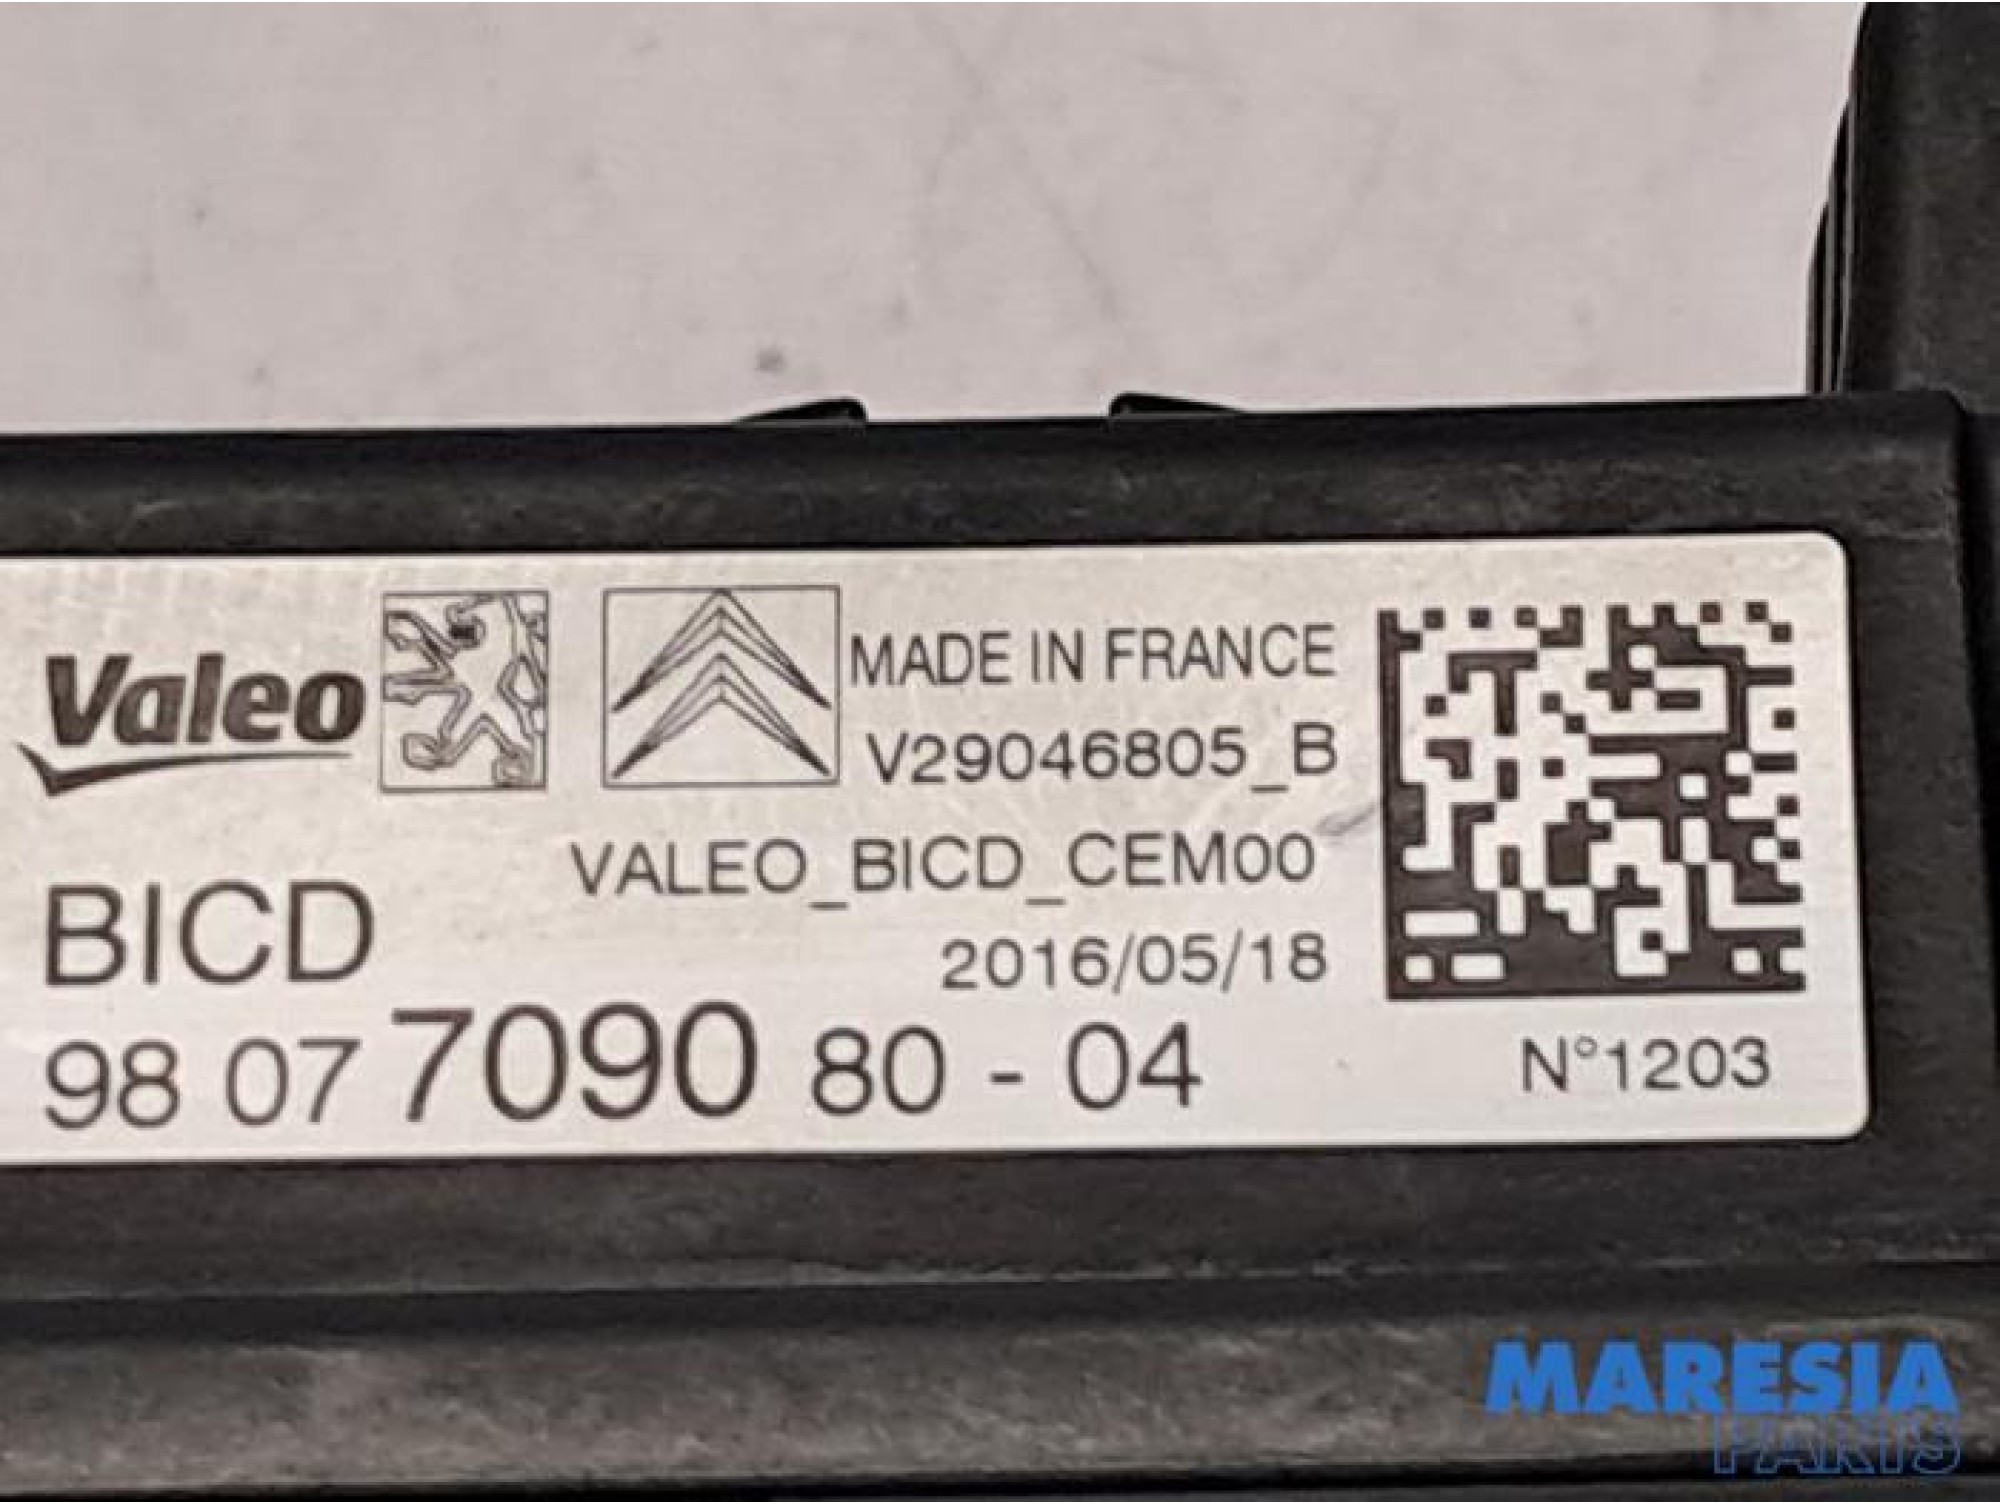 Valeo
MADE IN FRANCE
V29046805_B
VALEO_BICD_CEM00
BICD
2016/05/18
98 07 7090 80 - 04
N°1203
MARESIA
PARTS